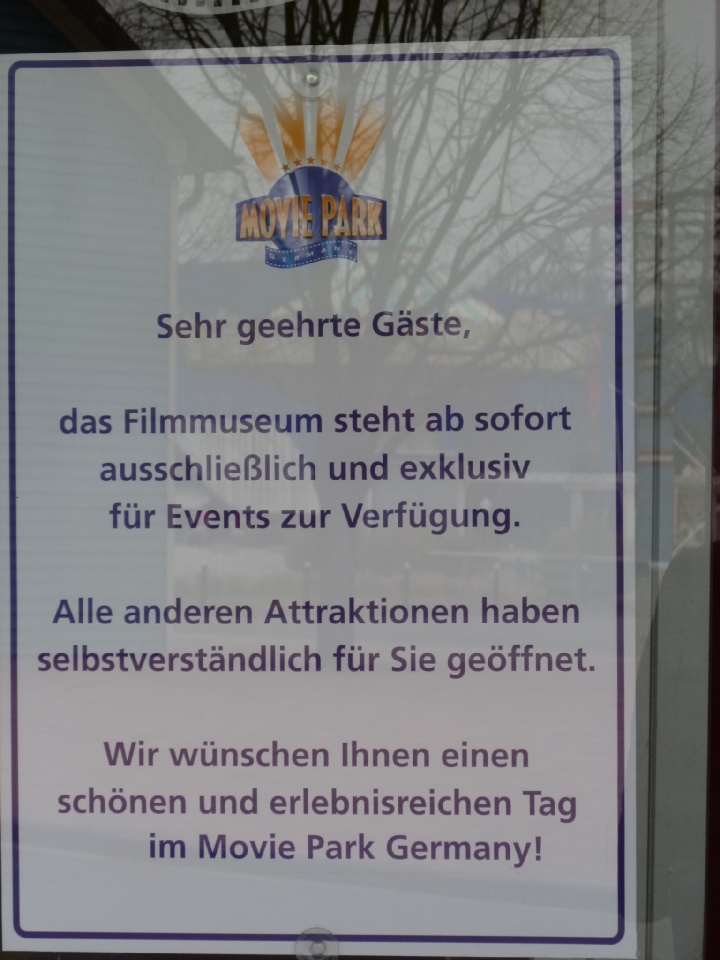 MOVIE PARK
GERMANY
Sehr geehrte Gäste,
das Filmmuseum steht ab sofort
ausschließlich und exklusiv
für Events zur Verfügung.
Alle anderen Attraktionen haben
selbstverständlich für Sie geöffnet.
Wir wünschen Ihnen einen
schönen und erlebnisreichen Tag
im Movie Park Germany!